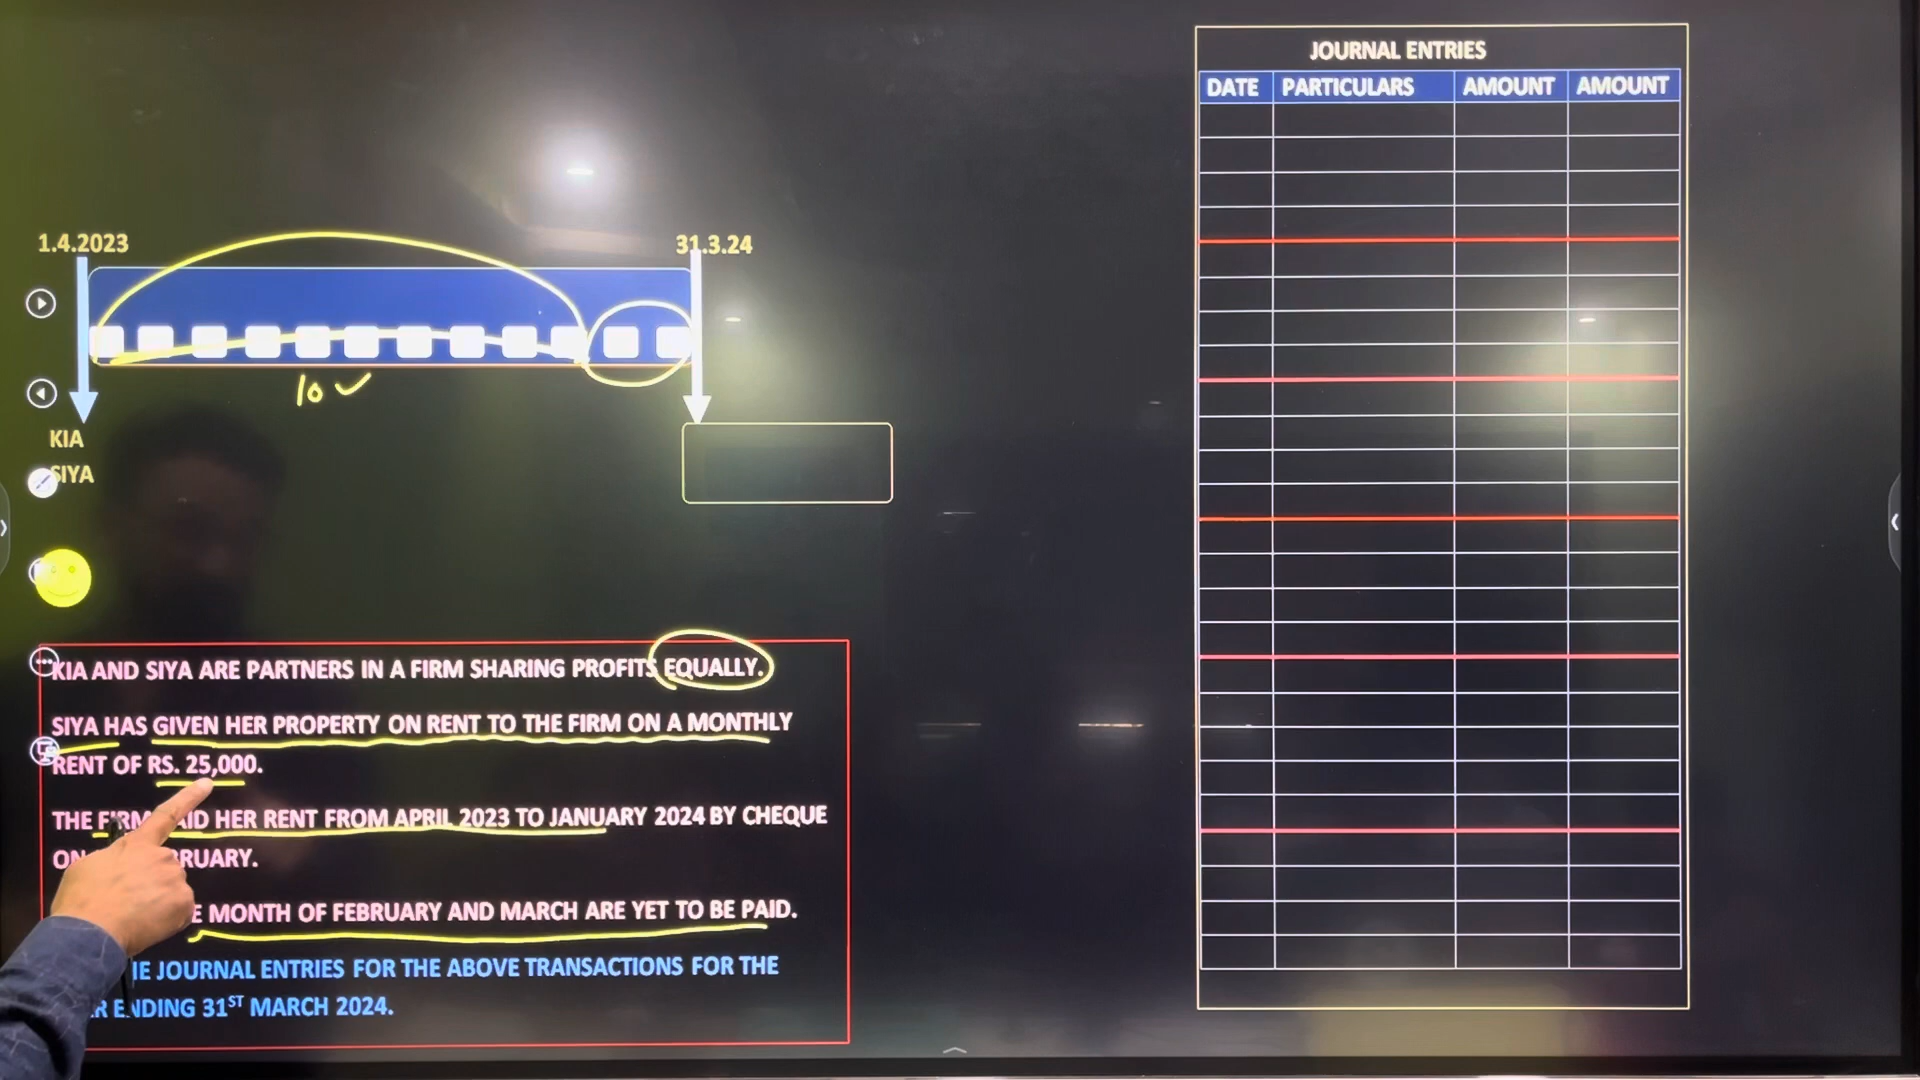 JOURNAL ENTRIES
DATE PARTICULARS AMOUNT AMOUNT
1.4.2023
31.3.24
10 ✓
KIA
SIYA
KIA AND SIYA ARE PARTNERS IN A FIRM SHARING PROFITS EQUALLY.
SIYA HAS GIVEN HER PROPERTY ON RENT TO THE FIRM ON A MONTHLY
RENT OF RS. 25,000.
THE FIRM HER RENT FROM APRIL 2023 TO JANUARY 2024 BY CHEQUE
MONTH OF FEBRUARY AND MARCH ARE YET TO BE PAID.
JOURNAL ENTRIES FOR THE ABOVE TRANSACTIONS FOR THE
ENDING 31ST MARCH 2024.